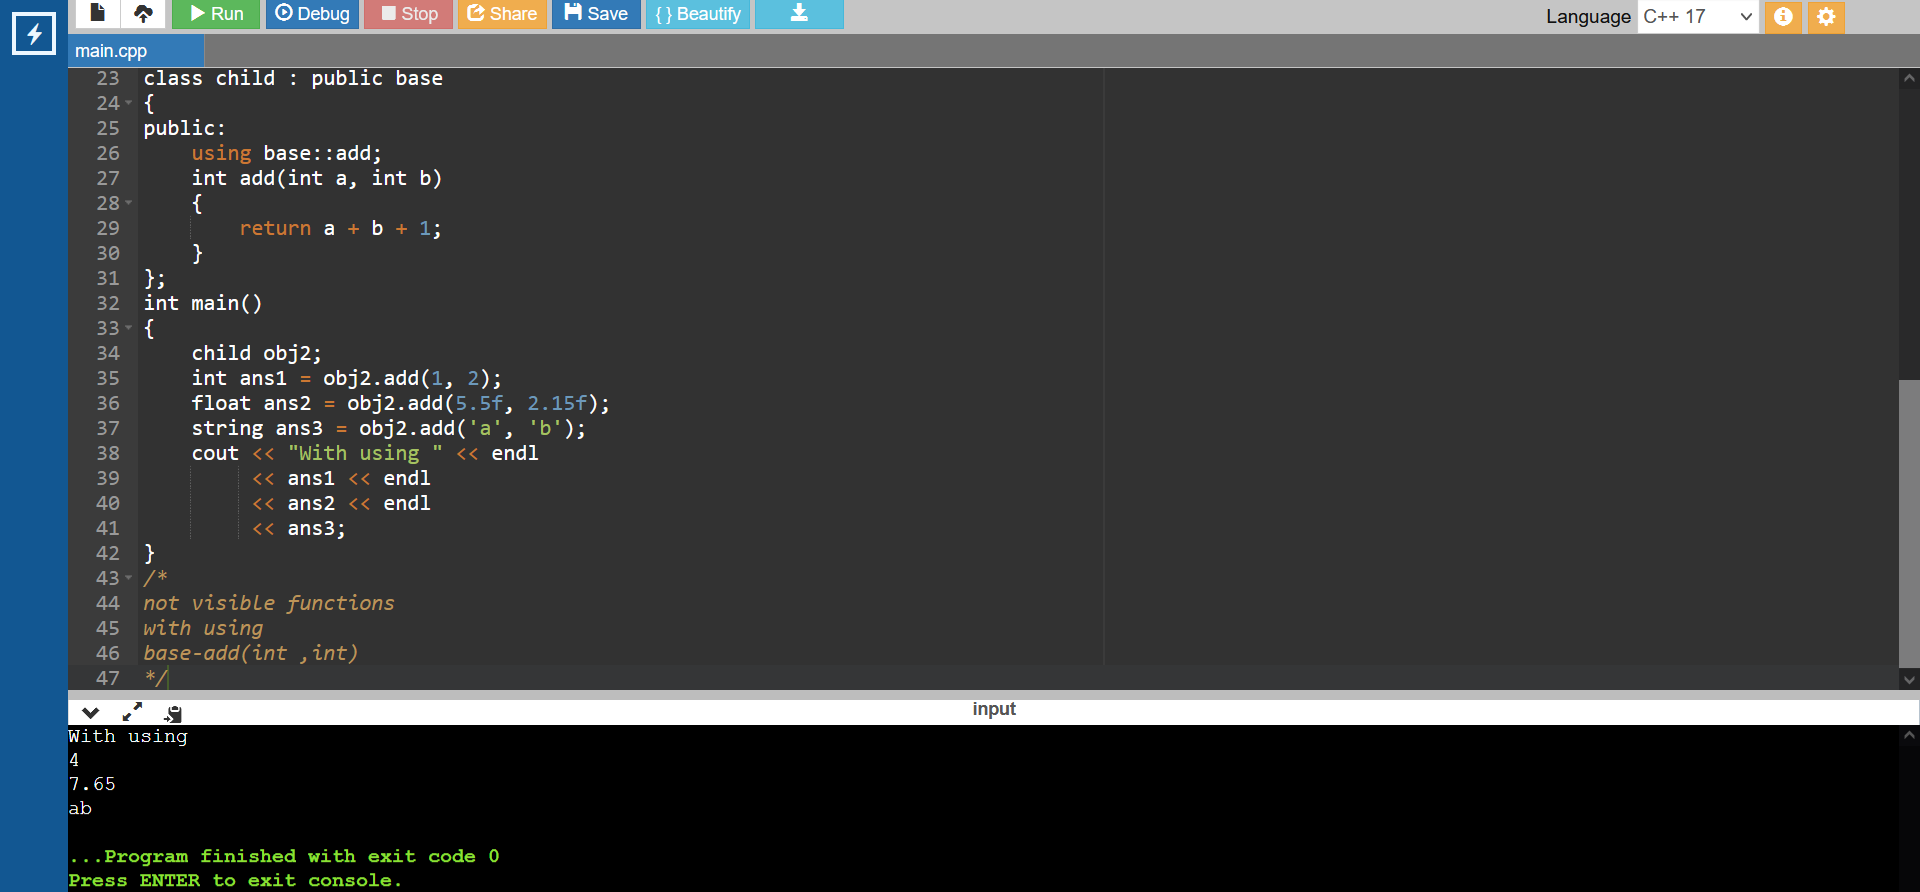 Run Debug Stop Share Save { } Beautify Language C++ 17
main.cpp
23 class child : public base
24 {
25 public:
26 using base::add;
27 int add(int a, int b)
28 {
29 return a + b + 1;
30 }
31 };
32 int main()
33 {
34 child obj2;
35 int ans1 = obj2.add(1, 2);
36 float ans2 = obj2.add(5.5f, 2.15f);
37 string ans3 = obj2.add('a', 'b');
38 cout << "With using " << endl
39 << ans1 << endl
40 << ans2 << endl
41 << ans3;
42 }
43 /*
44 not visible functions
45 with using
46 base-add(int ,int)
47 */
input
With using
4
7.65
ab
...Program finished with exit code 0
Press ENTER to exit console.